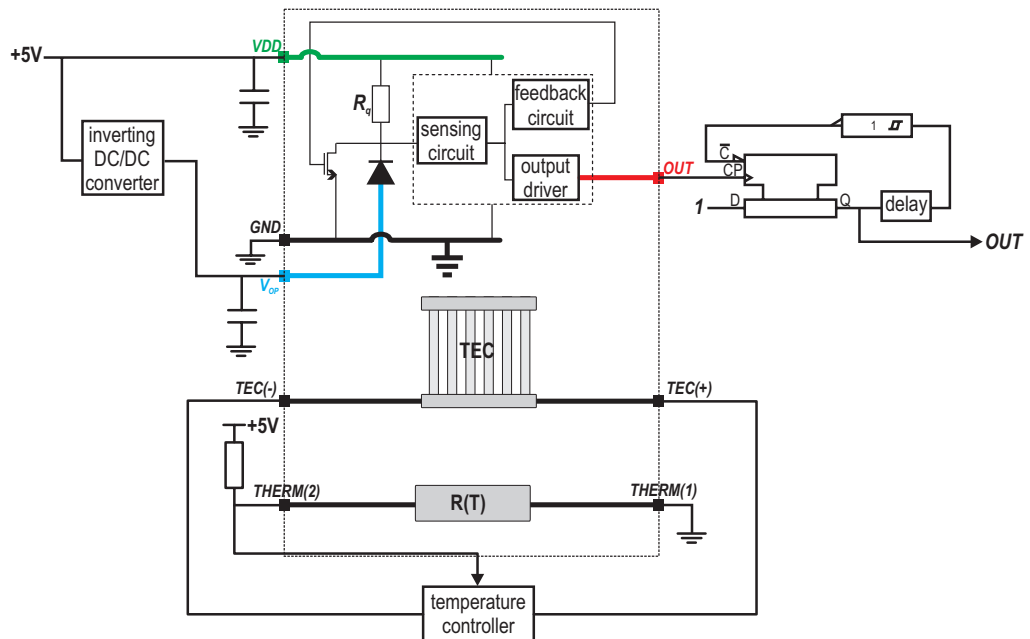 +5V
VDD
inverting
DC/DC
converter
Rq
sensing
circuit
feedback
circuit
output
driver
OUT
1
C
CP
1
D
Q
delay
OUT
GND
VOP
TEC
TEC(-)
TEC(+)
+5V
THERM(2)
R(T)
THERM(1)
temperature
controller